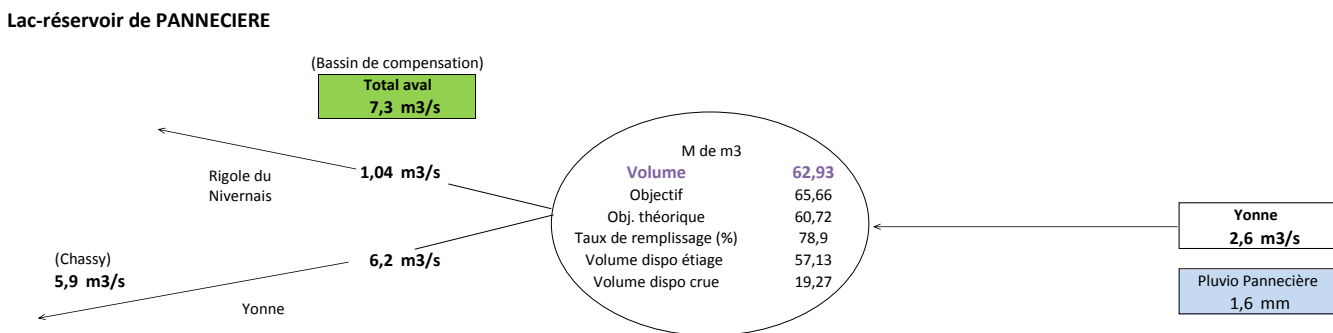 Lac-réservoir de PANNECIERE
(Bassin de compensation)
Total aval
7,3 m3/s
M de m3
Volume 62,93
Objectif 65,66
Obj. théorique 60,72
Taux de remplissage (%) 78,9
Volume dispo étiage 57,13
Volume dispo crue 19,27
1,04 m3/s
Rigole du
Nivernais
6,2 m3/s
(Chassy)
5,9 m3/s
Yonne
Yonne
2,6 m3/s
Pluvio Pannecière
1,6 mm